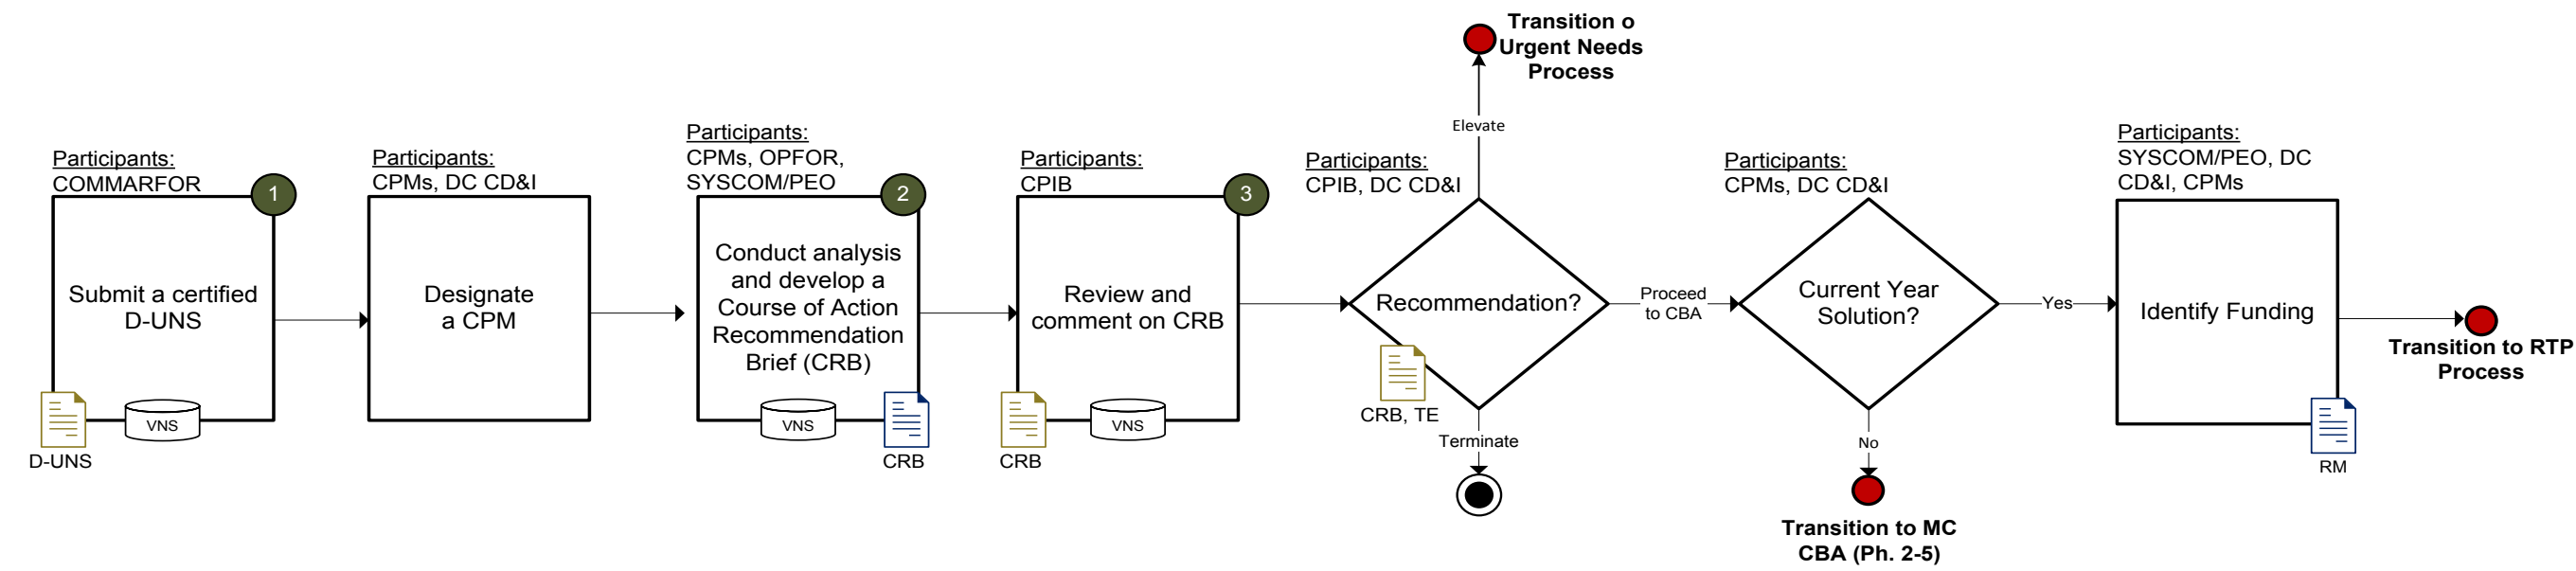 Participants:
COMMARFOR
1
Submit a certified
D-UNS
VNS
D-UNS
Participants:
CPMs, DC CD&I
Designate
a CPM
Participants:
CPMs, OPFOR,
SYSCOM/PEO
2
Conduct analysis
and develop a
Course of Action
Recommendation
Brief (CRB)
VNS
CRB
Participants:
CPIB
3
Review and
comment on CRB
VNS
CRB
Participants:
CPIB, DC CD&I
Recommendation?
CRB, TE
Elevate
Transition o
Urgent Needs
Process
Terminate
Proceed
to CBA
Participants:
CPMs, DC CD&I
Current Year
Solution?
No
Transition to MC
CBA (Ph. 2-5)
Yes
Participants:
SYSCOM/PEO, DC
CD&I, CPMs
Identify Funding
RM
Transition to RTP
Process